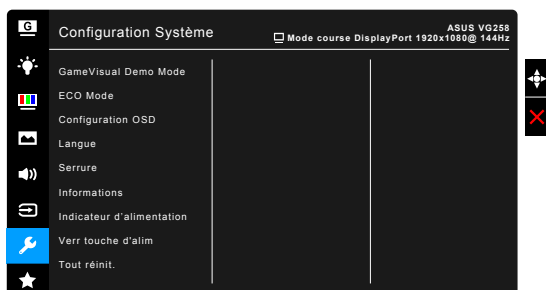 G
Configuration Système
ASUS VG258
Mode course DisplayPort 1920x1080@ 144Hz
GameVisual Demo Mode
ECO Mode
Configuration OSD
Langue
Serrure
Informations
Indicateur d'alimentation
Verr touche d'alim
Tout réinit.